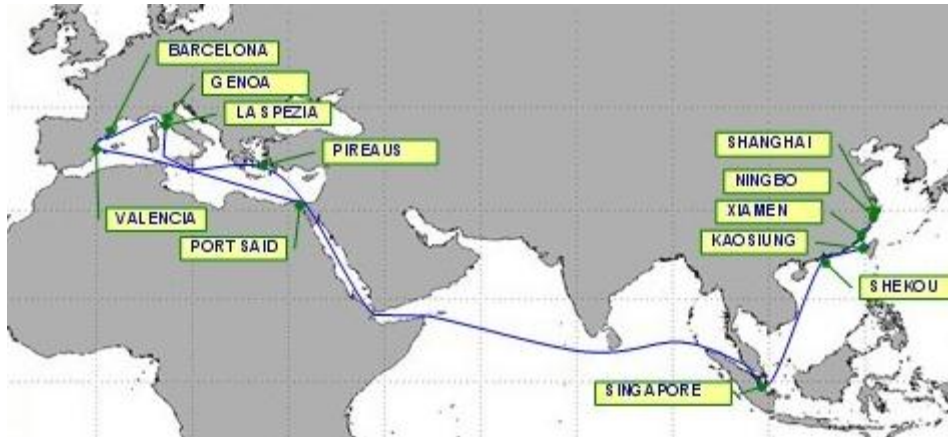 BARCELONA
GENOA
LA SPEZIA
PIREAUS
VALENCIA
PORT SAID
SHANGHAI
NINGBO
XIAMEN
KAOSIUNG
SHEKOU
SINGAPORE